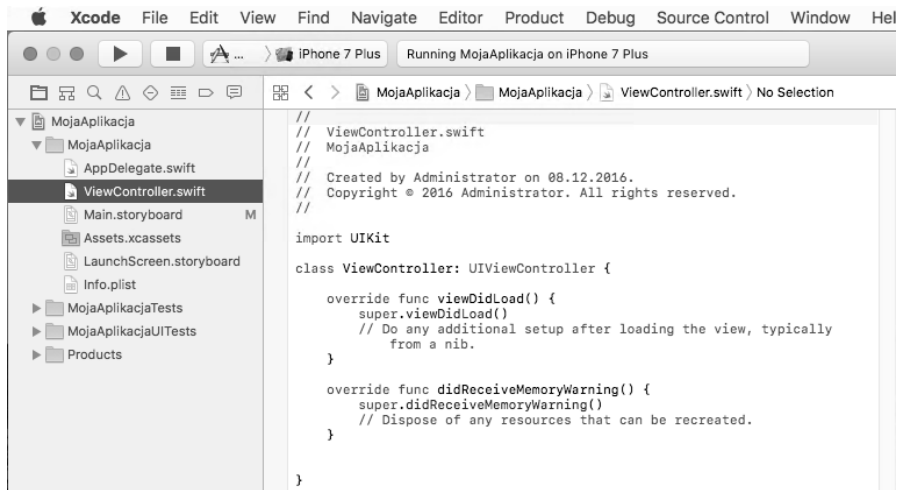 Xcode File Edit View Find Navigate Editor Product Debug Source Control Window Hel
... iPhone 7 Plus Running MojaAplikacja on iPhone 7 Plus
MojaAplikacja MojaAplikacja ViewController.swift No Selection
MojaAplikacja
MojaAplikacja
AppDelegate.swift
ViewController.swift
Main.storyboard M
Assets.xcassets
LaunchScreen.storyboard
Info.plist
MojaAplikacjaTests
MojaAplikacjaUITests
Products
//
// ViewController.swift
// MojaAplikacja
//
// Created by Administrator on 08.12.2016.
// Copyright © 2016 Administrator. All rights reserved.
//
import UIKit
class ViewController: UIViewController {
override func viewDidLoad() {
super.viewDidLoad()
// Do any additional setup after loading the view, typically
from a nib.
}
override func didReceiveMemoryWarning() {
super.didReceiveMemoryWarning()
// Dispose of any resources that can be recreated.
}
}